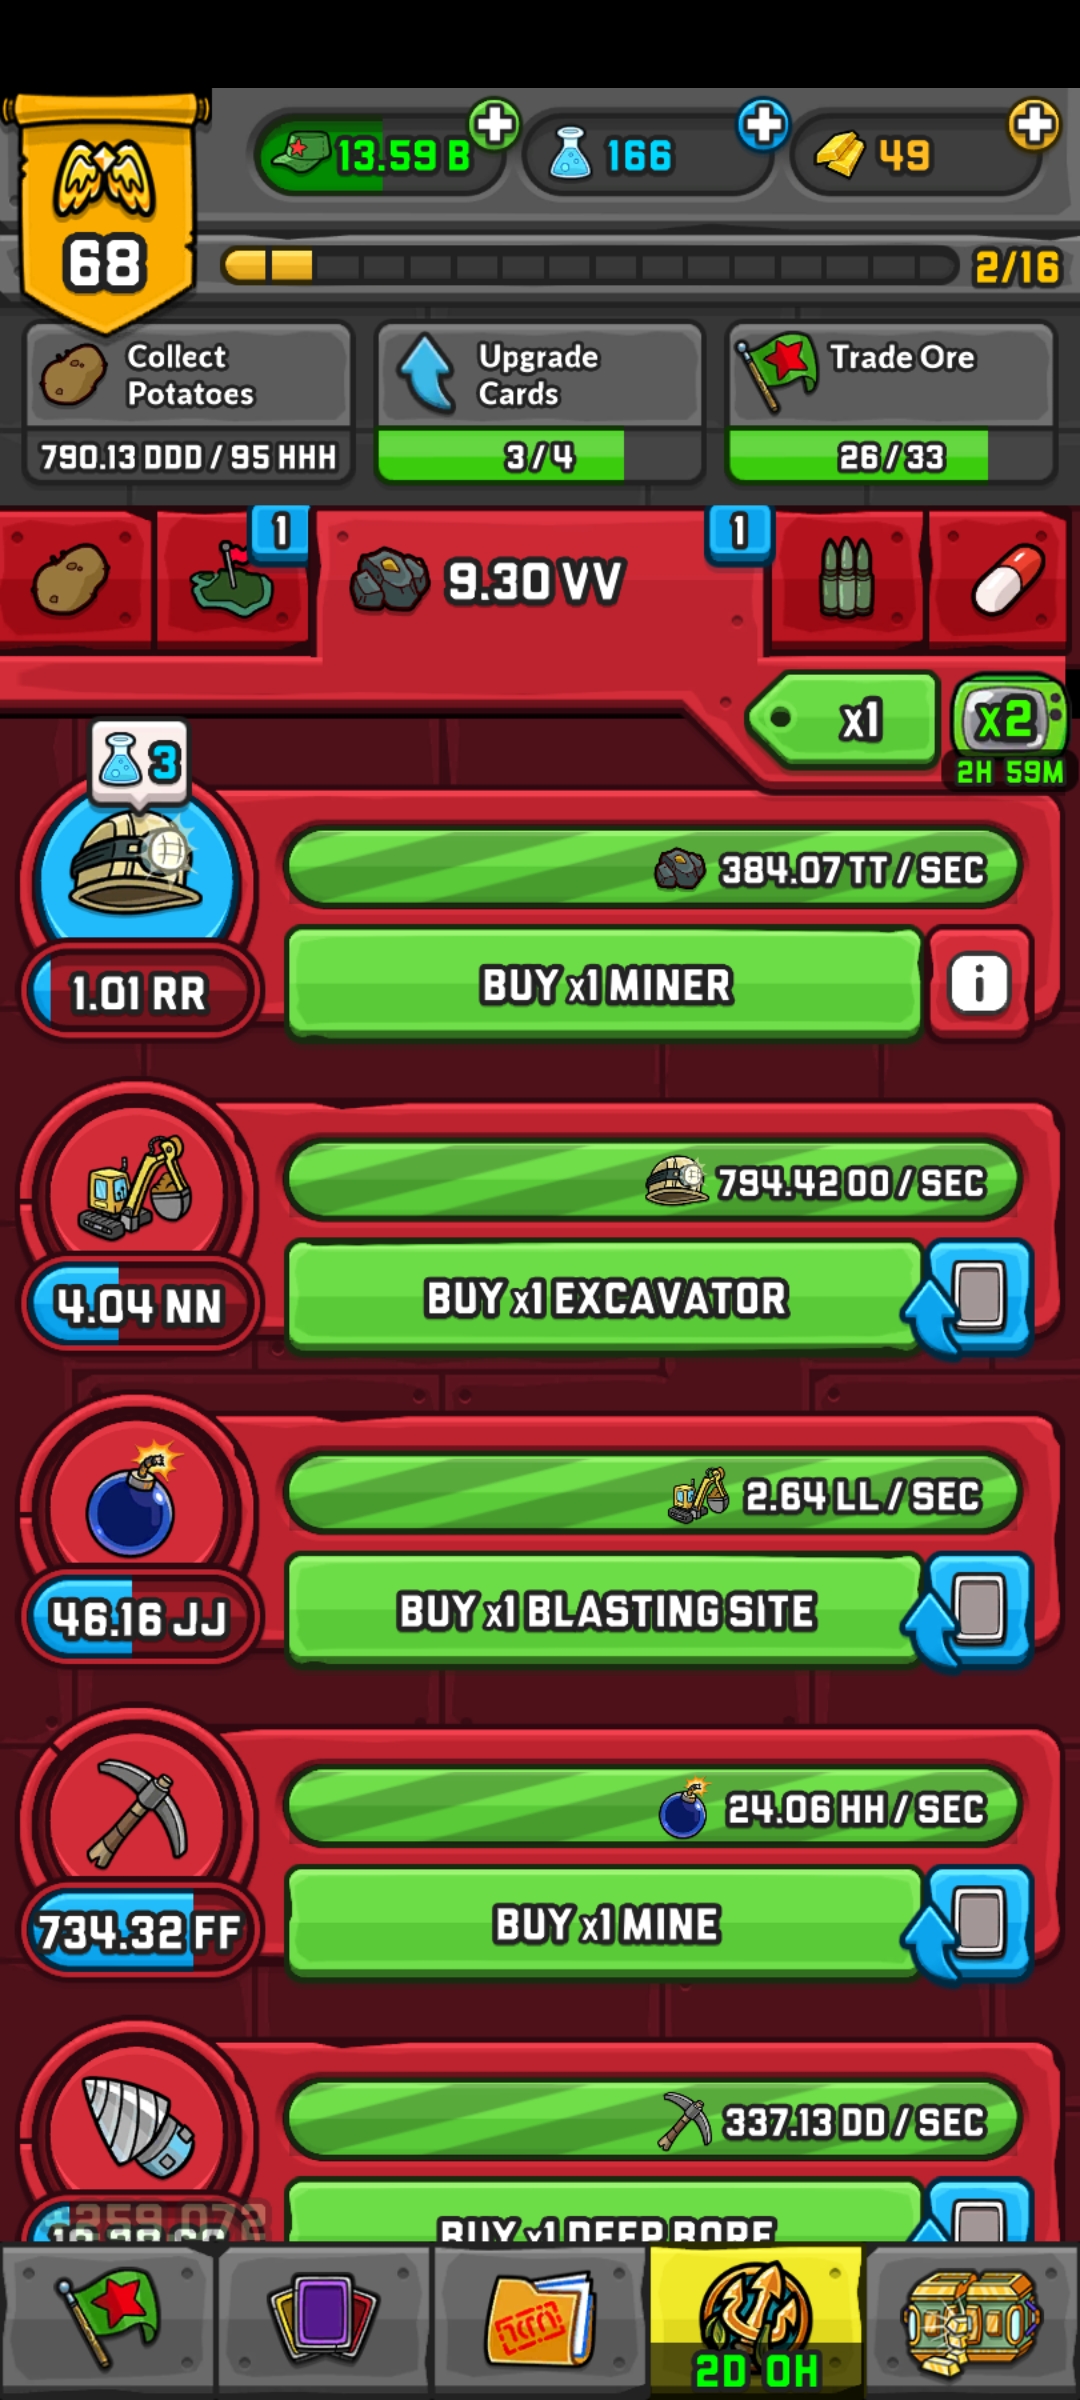 13.59 B
166
49
68
2/16
Collect
Potatoes
Upgrade
Cards
Trade Ore
790.13 DDD / 95 HHH
3/4
26/33
1
9.30 VV
1
x1
x2
2H 59M
3
384.07 TT / SEC
1.01 RR
BUY x1 MINER
i
794.42 OO / SEC
4.04 NN
BUY x1 EXCAVATOR
2.64 LL / SEC
46.16 JJ
BUY x1 BLASTING SITE
24.06 HH / SEC
734.32 FF
BUY x1 MINE
337.13 DD / SEC
BUY x1 DEEP BORE
2D 0H